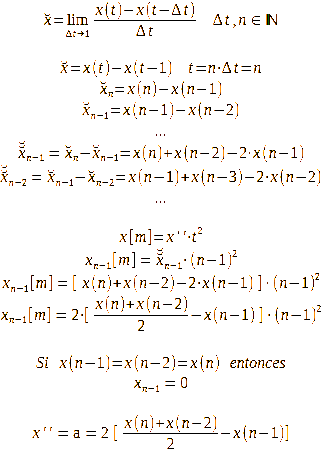 x̆ = lim Δt→1 x(t)−x(t−Δt) / Δt    Δt , n ∈ ℕ
x̆ = x(t)−x(t−1)    t=n·Δt=n
x̆ₙ=x(n)−x(n−1)
x̆ₙ₋₁=x(n−1)−x(n−2)
...
x̆̆ₙ₋₁ = x̆ₙ−x̆ₙ₋₁=x(n)+x(n−2)−2·x(n−1)
x̆̆ₙ₋₂ = x̆ₙ₋₁−x̆ₙ₋₂=x(n−1)+x(n−3)−2·x(n−2)
...
x[m]=x''·t²
xₙ₋₁[m]=x̆̆ₙ₋₁·(n−1)²
xₙ₋₁[m]=[ x(n)+x(n−2)−2·x(n−1) ]·(n−1)²
xₙ₋₁[m]=2·[ x(n)+x(n−2) / 2 −x(n−1) ]·(n−1)²
Si x(n−1)=x(n−2)=x(n) entonces
xₙ₋₁=0
x''=a=2 [ x(n)+x(n−2) / 2 −x(n−1)]